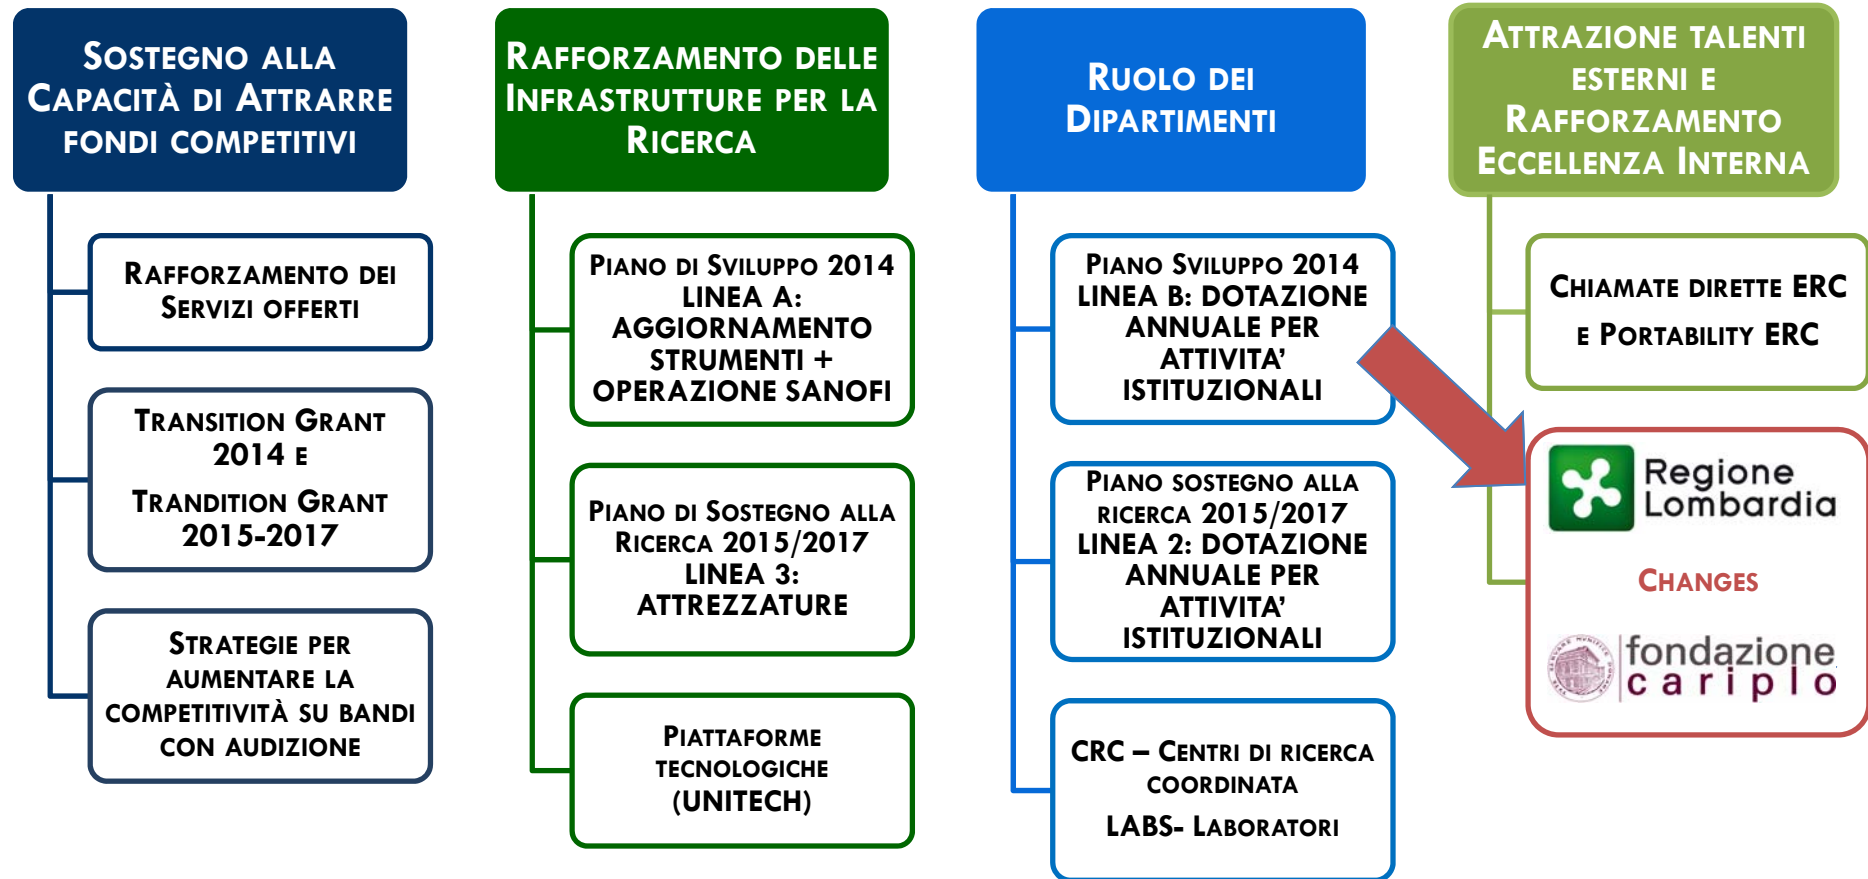 Sostegno alla
Capacità di Attrarre
fondi competitivi
Rafforzamento dei
Servizi offerti
Transition Grant
2014 e
Trandition Grant
2015-2017
Strategie per
aumentare la
competitività su bandi
con audizione
Rafforzamento delle
Infrastrutture per la
Ricerca
Piano di Sviluppo 2014
LINEA A:
AGGIORNAMENTO
STRUMENTI +
OPERAZIONE SANOFI
Piano di Sostegno alla
Ricerca 2015/2017
LINEA 3:
ATTREZZATURE
Piattaforme
tecnologiche
(UNITECH)
Ruolo dei
Dipartimenti
Piano Sviluppo 2014
LINEA B: DOTAZIONE
ANNUALE PER
ATTIVITA'
ISTITUZIONALI
Piano sostegno alla
ricerca 2015/2017
LINEA 2: DOTAZIONE
ANNUALE PER
ATTIVITA'
ISTITUZIONALI
CRC – Centri di ricerca
coordinata
LABS- Laboratori
Attrazione talenti
esterni e
Rafforzamento
Eccellenza Interna
Chiamate dirette ERC
e Portability ERC
Regione
Lombardia
Changes
fondazione
cariplo